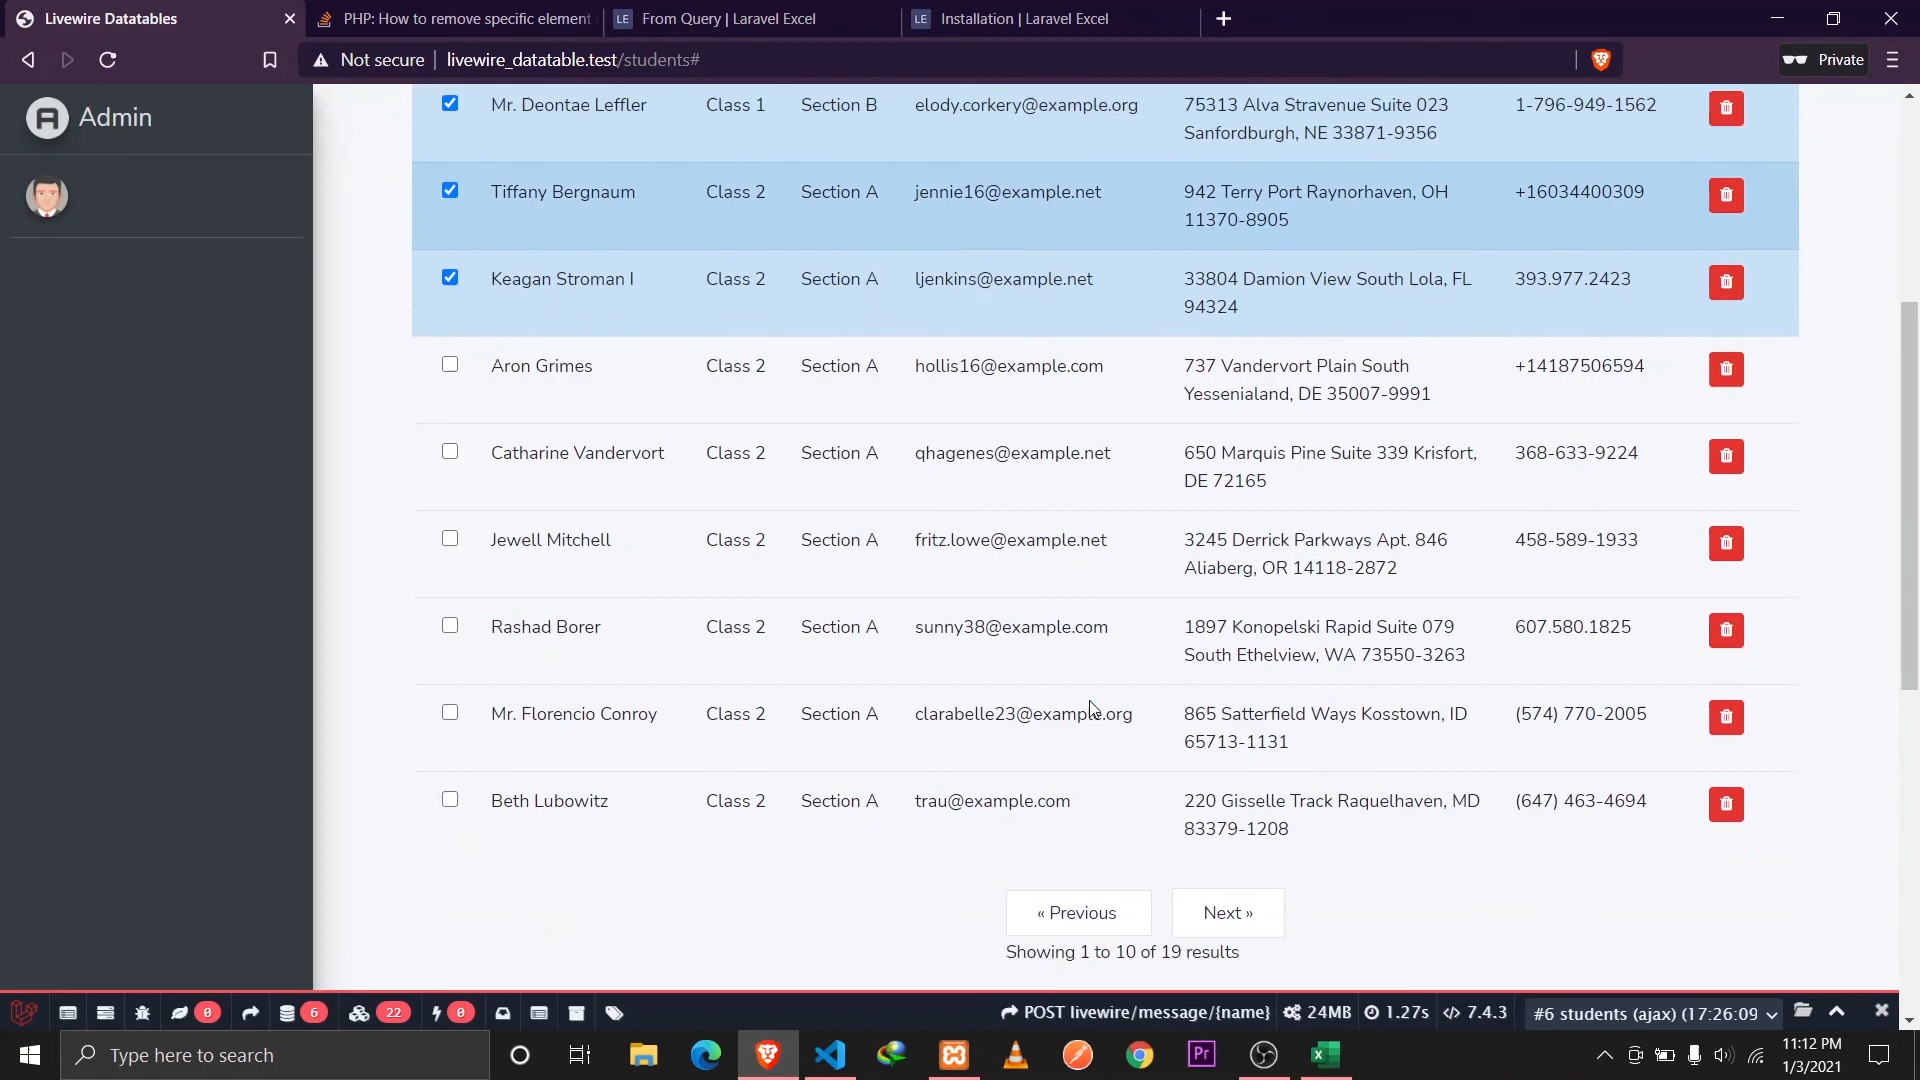 Livewire Datatables
PHP: How to remove specific element
LE From Query | Laravel Excel
LE Installation | Laravel Excel
Not secure livewire_datatable.test/students#
Private
Admin
Mr. Deontae Leffler Class 1 Section B elody.corkery@example.org 75313 Alva Stravenue Suite 023 1-796-949-1562
Sanfordburgh, NE 33871-9356
Tiffany Bergnaum Class 2 Section A jennie16@example.net 942 Terry Port Raynorhaven, OH +16034400309
11370-8905
Keagan Stroman I Class 2 Section A ljenkins@example.net 33804 Damion View South Lola, FL 393.977.2423
94324
Aron Grimes Class 2 Section A hollis16@example.com 737 Vandervort Plain South +14187506594
Yessenialand, DE 35007-9991
Catharine Vandervort Class 2 Section A qhagenes@example.net 650 Marquis Pine Suite 339 Krisfort, 368-633-9224
DE 72165
Jewell Mitchell Class 2 Section A fritz.lowe@example.net 3245 Derrick Parkways Apt. 846 458-589-1933
Aliaberg, OR 14118-2872
Rashad Borer Class 2 Section A sunny38@example.com 1897 Konopelski Rapid Suite 079 607.580.1825
South Ethelview, WA 73550-3263
Mr. Florencio Conroy Class 2 Section A clarabelle23@example.org 865 Satterfield Ways Kosstown, ID (574) 770-2005
65713-1131
Beth Lubowitz Class 2 Section A trau@example.com 220 Gisselle Track Raquelhaven, MD (647) 463-4694
83379-1208
« Previous Next »
Showing 1 to 10 of 19 results
0 6 22 0 POST livewire/message/{name} 24MB 1.27s 7.4.3 #6 students (ajax) (17:26:09
Type here to search
Pr
11:12 PM
1/3/2021